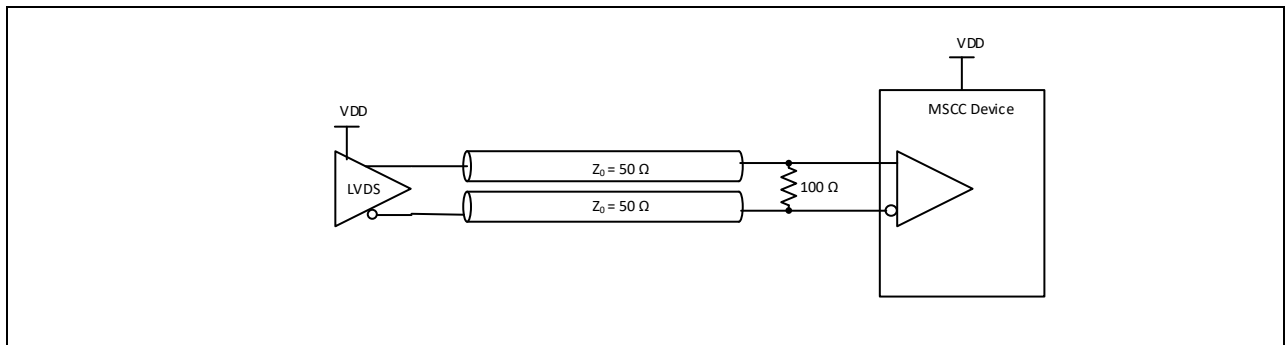 VDD
MSCC Device
VDD
LVDS
Z₀ = 50 Ω
100 Ω
Z₀ = 50 Ω